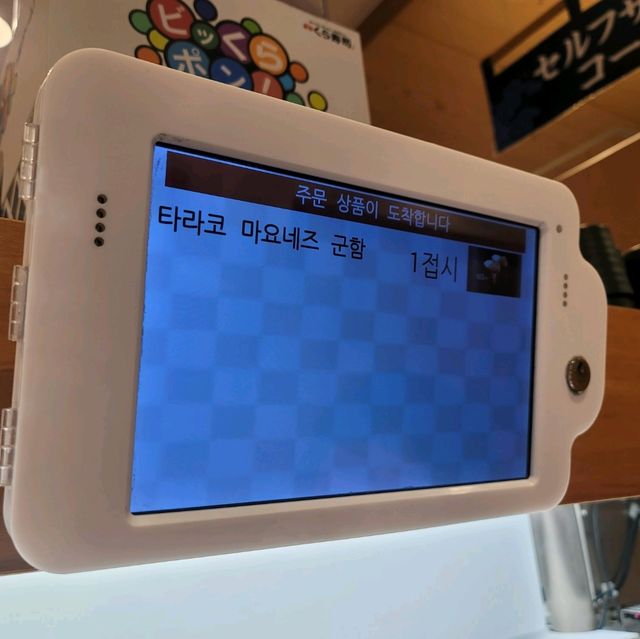 ビッくら
ポン!
くら寿司
セルフサ
コー
주문 상품이 도착합니다
타라코 마요네즈 군함
1접시